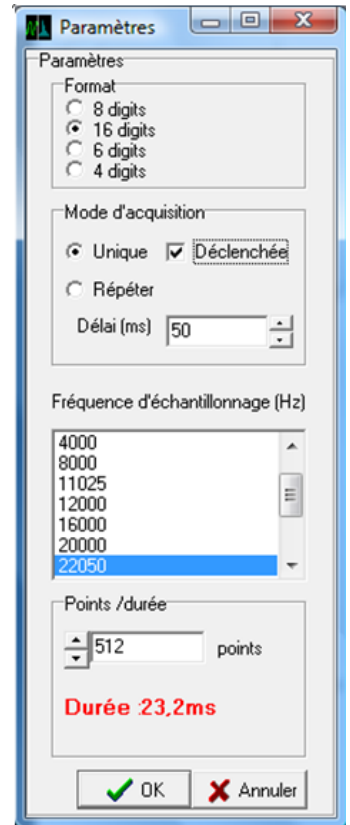 Paramètres
Paramètres
Format
8 digits
16 digits
6 digits
4 digits
Mode d'acquisition
Unique Déclenchée
Répéter
Délai (ms) 50
Fréquence d'échantillonnage (Hz)
4000
8000
11025
12000
16000
20000
22050
Points /durée
512 points
Durée :23,2ms
OK Annuler